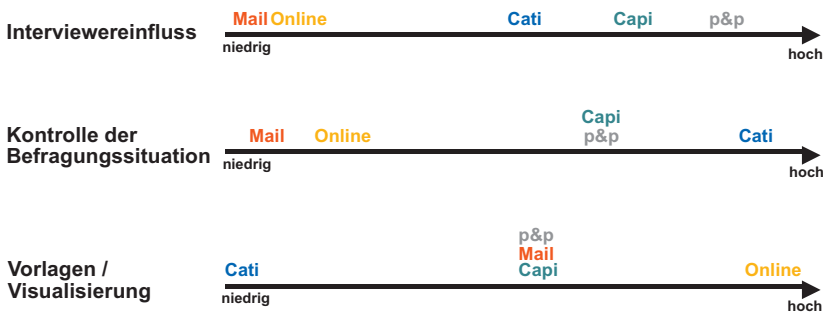 Mail Online Cati Capi p&p
Interviewereinfluss
niedrig
hoch
Capi
Kontrolle der Mail Online p&p Cati
Befragungssituation
niedrig
hoch
p&p
Mail
Vorlagen / Cati Capi Online
Visualisierung
niedrig
hoch